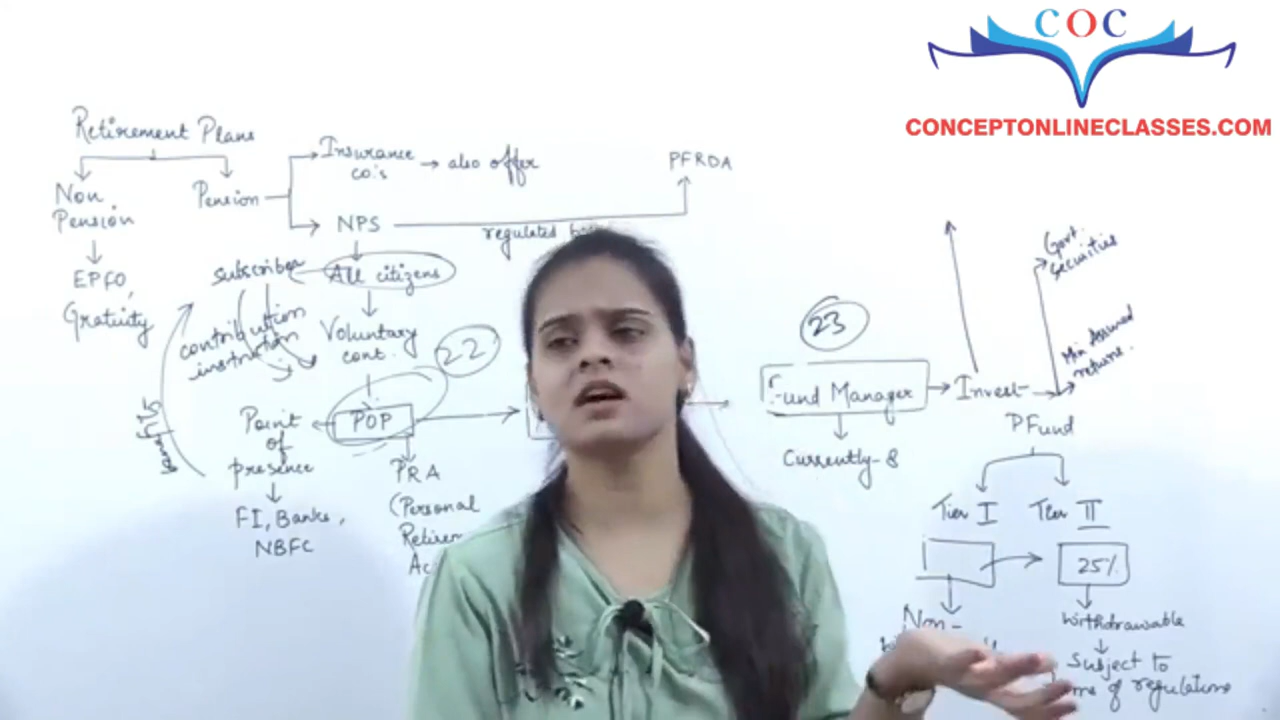 COC
CONCEPTONLINECLASSES.COM
Retirement Plans
Non
Pension
EPFO,
Gratuity
Pension
Insurance
co's
also offer
NPS
regulated
PFRDA
subscriber
All citizens
contribution
instruction
Voluntary
cont.
22
POP
Point
of
presence
FI, Banks,
NBFC
PRA
(Personal
23
Fund Manager
Currently-8
Invest-
Govt.
securities
Min Assured
returns.
PFund
Tier I
Tier II
25%
Non-
withdrawable
Subject to
of regulations